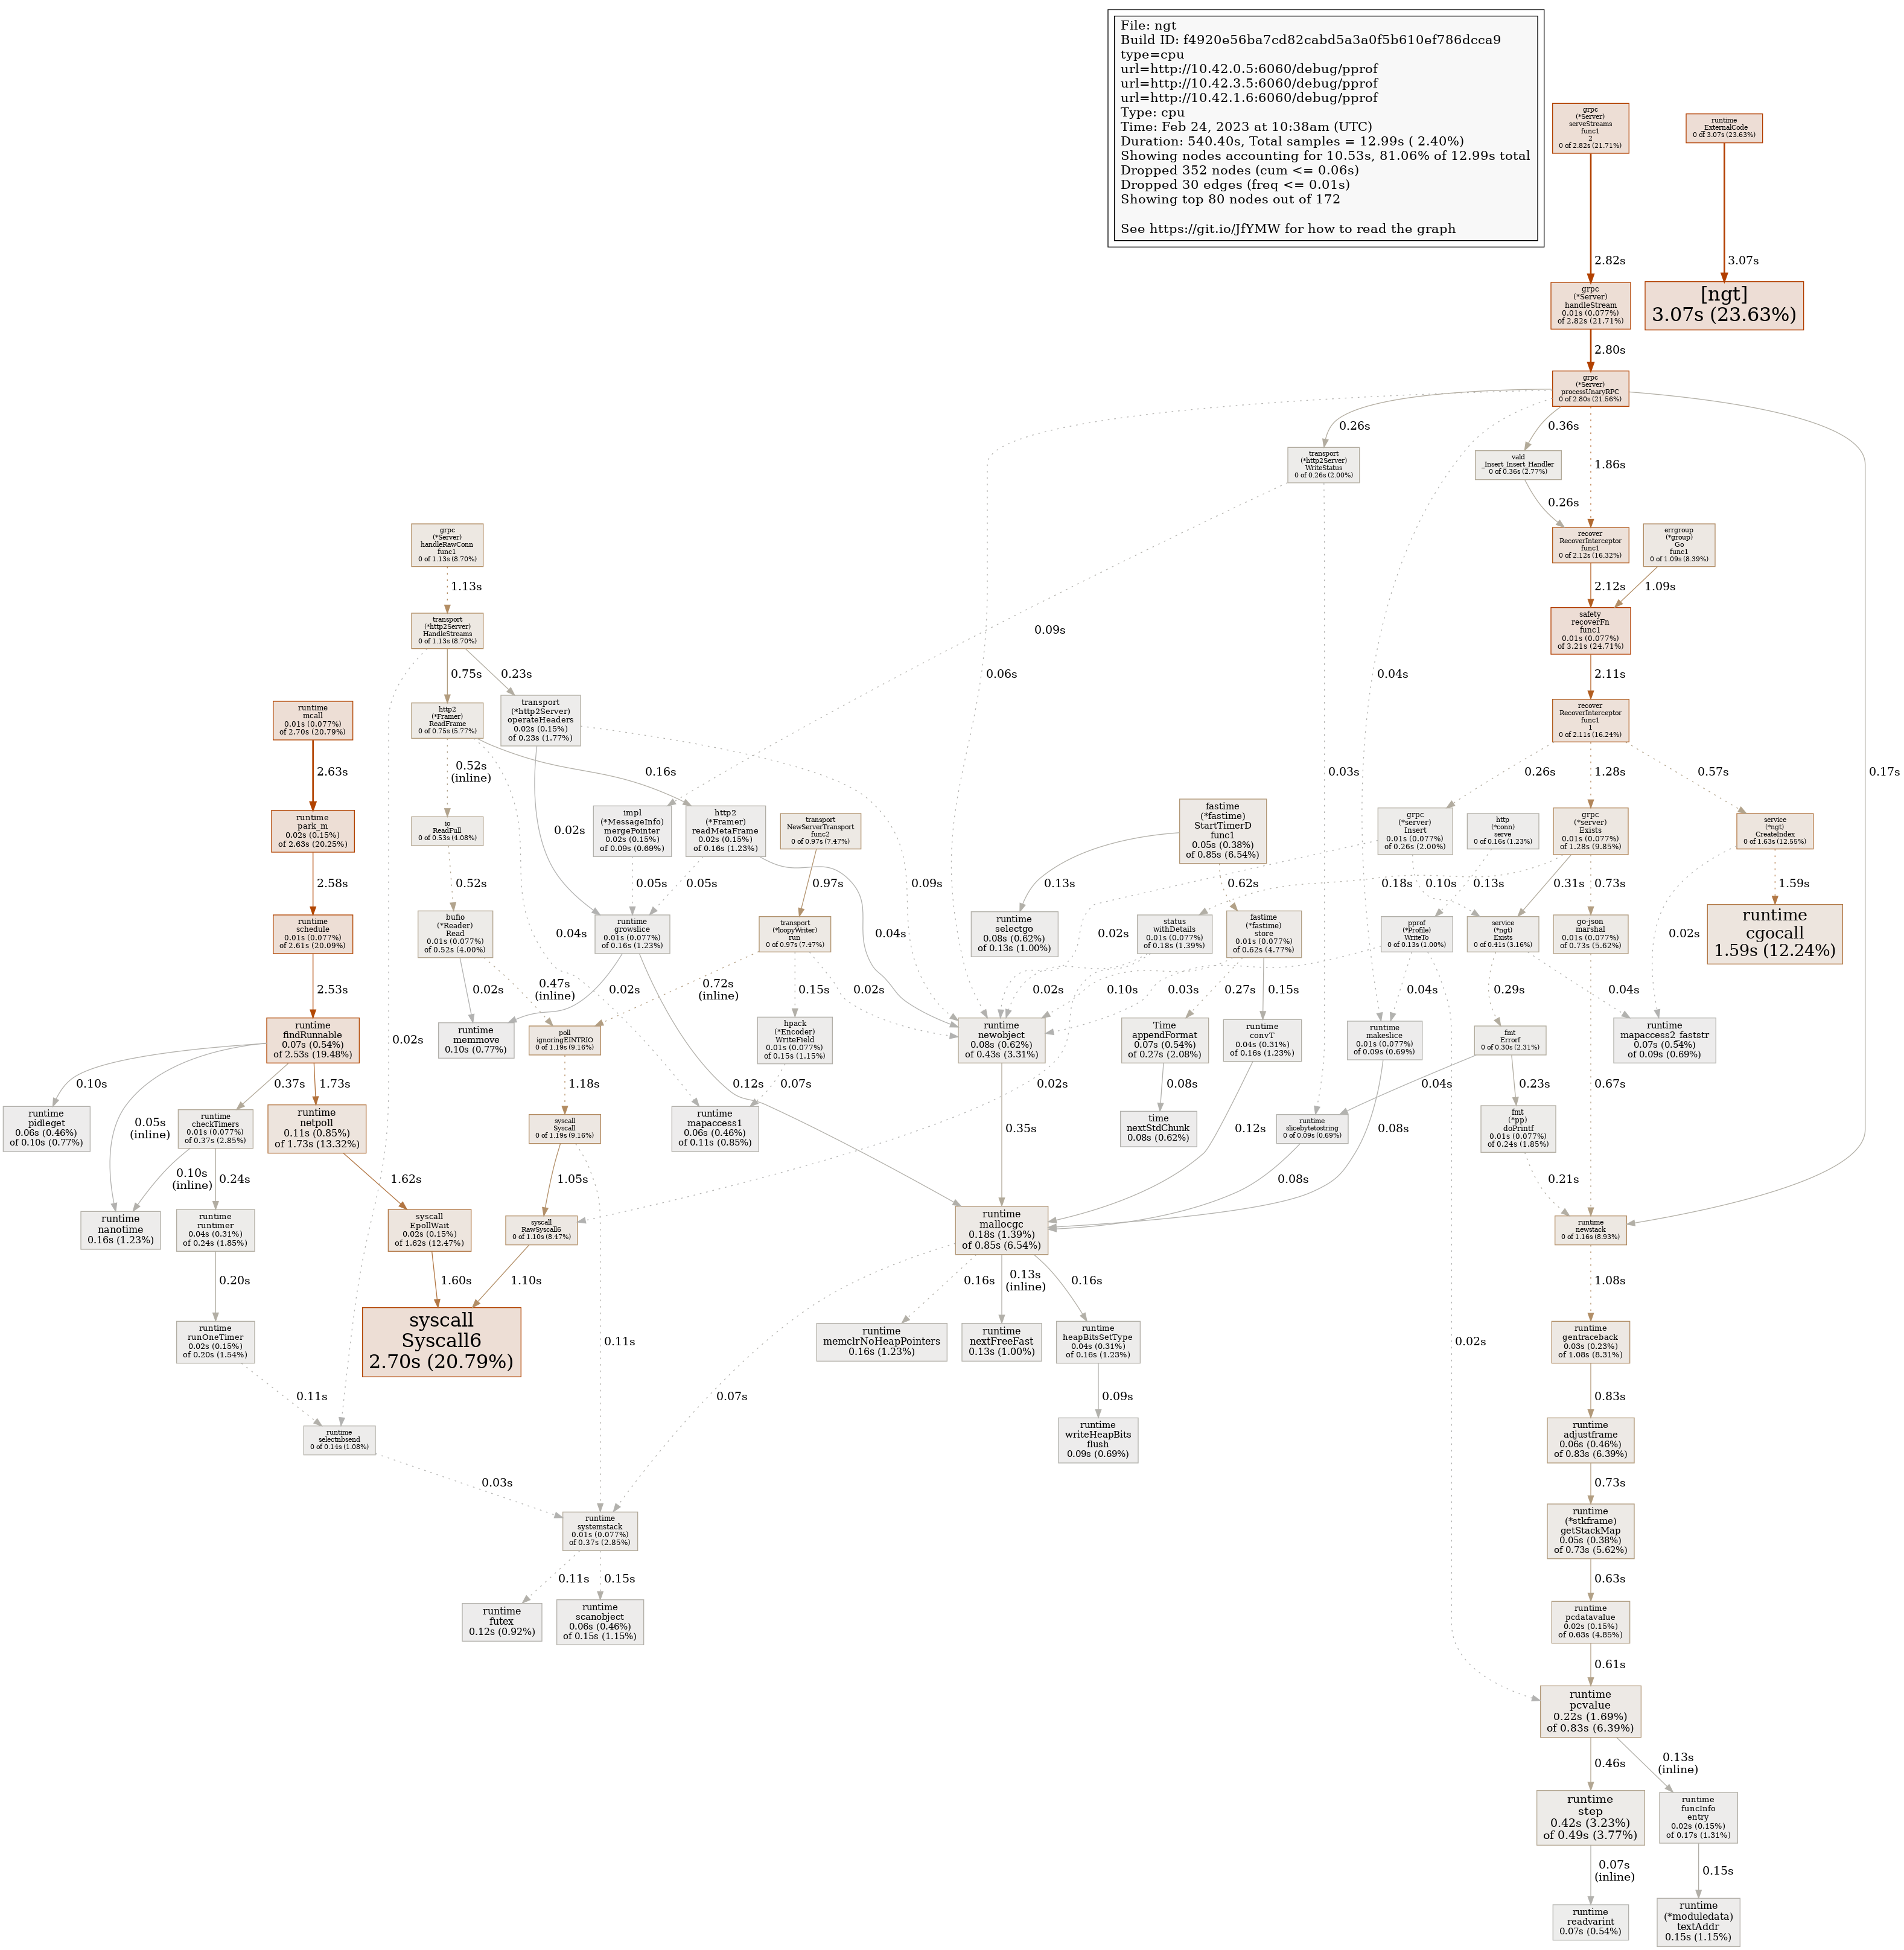 File: ngt
Build ID: f4920e56ba7cd82cabd5a3a0f5b610ef786dcca9
type=cpu
url=http://10.42.0.5:6060/debug/pprof
url=http://10.42.3.5:6060/debug/pprof
url=http://10.42.1.6:6060/debug/pprof
Type: cpu
Time: Feb 24, 2023 at 10:38am (UTC)
Duration: 540.40s, Total samples = 12.99s ( 2.40%)
Showing nodes accounting for 10.53s, 81.06% of 12.99s total
Dropped 352 nodes (cum <= 0.06s)
Dropped 30 edges (freq <= 0.01s)
Showing top 80 nodes out of 172
See https://git.io/JfYMW for how to read the graph
grpc
(*Server)
serveStreams
func1
2
0 of 2.82s (21.71%)
runtime
_ExternalCode
0 of 3.07s (23.63%)
2.82s
3.07s
grpc
(*Server)
handleStream
0.01s (0.077%)
of 2.82s (21.71%)
[ngt]
3.07s (23.63%)
2.80s
grpc
(*Server)
processUnaryRPC
0 of 2.80s (21.56%)
0.26s
0.36s
1.86s
0.17s
0.06s
0.04s
transport
(*http2Server)
WriteStatus
0 of 0.26s (2.00%)
vald
_Insert_Insert_Handler
0 of 0.36s (2.77%)
0.26s
0.09s
0.03s
grpc
(*Server)
handleRawConn
func1
0 of 1.13s (8.70%)
recover
RecoverInterceptor
func1
0 of 2.12s (16.32%)
errgroup
(*group)
Go
func1
0 of 1.09s (8.39%)
1.13s
2.12s
1.09s
transport
(*http2Server)
HandleStreams
0 of 1.13s (8.70%)
safety
recoverFn
func1
0.01s (0.077%)
of 3.21s (24.71%)
0.75s
0.23s
0.02s
2.11s
runtime
mcall
0.01s (0.077%)
of 2.70s (20.79%)
http2
(*Framer)
ReadFrame
0 of 0.75s (5.77%)
transport
(*http2Server)
operateHeaders
0.02s (0.15%)
of 0.23s (1.77%)
recover
RecoverInterceptor
func1
1
0 of 2.11s (16.24%)
2.63s
0.52s
(inline)
0.16s
0.04s
0.02s
0.09s
0.26s
1.28s
0.57s
runtime
park_m
0.02s (0.15%)
of 2.63s (20.25%)
io
ReadFull
0 of 0.53s (4.08%)
impl
(*MessageInfo)
mergePointer
0.02s (0.15%)
of 0.09s (0.69%)
http2
(*Framer)
readMetaFrame
0.02s (0.15%)
of 0.16s (1.23%)
transport
NewServerTransport
func2
0 of 0.97s (7.47%)
fastime
(*fastime)
StartTimerD
func1
0.05s (0.38%)
of 0.85s (6.54%)
grpc
(*server)
Insert
0.01s (0.077%)
of 0.26s (2.00%)
http
(*conn)
serve
0 of 0.16s (1.23%)
grpc
(*server)
Exists
0.01s (0.077%)
of 1.28s (9.85%)
service
(*ngt)
CreateIndex
0 of 1.63s (12.55%)
2.58s
0.52s
0.05s
0.05s
0.04s
0.97s
0.13s
0.62s
0.02s
0.10s
0.13s
0.18s
0.31s
0.73s
0.02s
1.59s
runtime
schedule
0.01s (0.077%)
of 2.61s (20.09%)
bufio
(*Reader)
Read
0.01s (0.077%)
of 0.52s (4.00%)
runtime
growslice
0.01s (0.077%)
of 0.16s (1.23%)
transport
(*loopyWriter)
run
0 of 0.97s (7.47%)
runtime
selectgo
0.08s (0.62%)
of 0.13s (1.00%)
status
withDetails
0.01s (0.077%)
of 0.18s (1.39%)
fastime
(*fastime)
store
0.01s (0.077%)
of 0.62s (4.77%)
pprof
(*Profile)
WriteTo
0 of 0.13s (1.00%)
service
(*ngt)
Exists
0 of 0.41s (3.16%)
go-json
marshal
0.01s (0.077%)
of 0.73s (5.62%)
runtime
cgocall
1.59s (12.24%)
2.53s
0.02s
0.47s
(inline)
0.02s
0.12s
0.72s
(inline)
0.15s
0.02s
0.02s
0.10s
0.03s
0.27s
0.15s
0.04s
0.02s
0.02s
0.29s
0.04s
0.67s
runtime
findRunnable
0.07s (0.54%)
of 2.53s (19.48%)
runtime
memmove
0.10s (0.77%)
poll
ignoringEINTRIO
0 of 1.19s (9.16%)
hpack
(*Encoder)
WriteField
0.01s (0.077%)
of 0.15s (1.15%)
runtime
newobject
0.08s (0.62%)
of 0.43s (3.31%)
Time
appendFormat
0.07s (0.54%)
of 0.27s (2.08%)
runtime
convT
0.04s (0.31%)
of 0.16s (1.23%)
runtime
makeslice
0.01s (0.077%)
of 0.09s (0.69%)
fmt
Errorf
0 of 0.30s (2.31%)
runtime
mapaccess2_faststr
0.07s (0.54%)
of 0.09s (0.69%)
0.10s
0.05s
(inline)
0.37s
1.73s
1.18s
0.07s
0.35s
0.08s
0.12s
0.08s
0.04s
0.23s
runtime
pidleget
0.06s (0.46%)
of 0.10s (0.77%)
runtime
checkTimers
0.01s (0.077%)
of 0.37s (2.85%)
runtime
netpoll
0.11s (0.85%)
of 1.73s (13.32%)
syscall
Syscall
0 of 1.19s (9.16%)
runtime
mapaccess1
0.06s (0.46%)
of 0.11s (0.85%)
time
nextStdChunk
0.08s (0.62%)
runtime
slicebytetostring
0 of 0.09s (0.69%)
fmt
(*pp)
doPrintf
0.01s (0.077%)
of 0.24s (1.85%)
0.10s
(inline)
0.24s
1.62s
1.05s
0.11s
0.08s
0.21s
runtime
nanotime
0.16s (1.23%)
runtime
runtimer
0.04s (0.31%)
of 0.24s (1.85%)
syscall
EpollWait
0.02s (0.15%)
of 1.62s (12.47%)
syscall
RawSyscall6
0 of 1.10s (8.47%)
runtime
mallocgc
0.18s (1.39%)
of 0.85s (6.54%)
runtime
newstack
0 of 1.16s (8.93%)
0.20s
1.60s
1.10s
0.07s
0.16s
0.13s
(inline)
0.16s
1.08s
runtime
runOneTimer
0.02s (0.15%)
of 0.20s (1.54%)
syscall
Syscall6
2.70s (20.79%)
runtime
memclrNoHeapPointers
0.16s (1.23%)
runtime
nextFreeFast
0.13s (1.00%)
runtime
heapBitsSetType
0.04s (0.31%)
of 0.16s (1.23%)
runtime
gentraceback
0.03s (0.23%)
of 1.08s (8.31%)
0.11s
0.09s
0.83s
runtime
selectnbsend
0 of 0.14s (1.08%)
runtime
writeHeapBits
flush
0.09s (0.69%)
runtime
adjustframe
0.06s (0.46%)
of 0.83s (6.39%)
0.03s
0.73s
runtime
systemstack
0.01s (0.077%)
of 0.37s (2.85%)
runtime
(*stkframe)
getStackMap
0.05s (0.38%)
of 0.73s (5.62%)
0.11s
0.15s
0.63s
runtime
futex
0.12s (0.92%)
runtime
scanobject
0.06s (0.46%)
of 0.15s (1.15%)
runtime
pcdatavalue
0.02s (0.15%)
of 0.63s (4.85%)
0.61s
runtime
pcvalue
0.22s (1.69%)
of 0.83s (6.39%)
0.46s
0.13s
(inline)
runtime
step
0.42s (3.23%)
of 0.49s (3.77%)
runtime
funcInfo
entry
0.02s (0.15%)
of 0.17s (1.31%)
0.07s
(inline)
0.15s
runtime
readvarint
0.07s (0.54%)
runtime
(*moduledata)
textAddr
0.15s (1.15%)